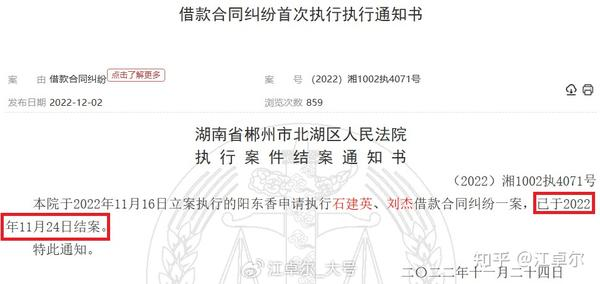 借款合同纠纷首次执行执行通知书
案 由 借款合同纠纷 点击了解更多 案 号 (2022)湘1002执4071号
发布日期 2022-12-02 浏览次数 859
湖南省郴州市北湖区人民法院
执行案件结案通知书
(2022)湘1002执4071号
本院于2022年11月16日立案执行的阳东香申请执行石建英、刘杰借款合同纠纷一案,已于2022
年11月24日结案。
特此通知。
二〇二二年十一月二十四日
江卓尔_大号
知乎 @江卓尔